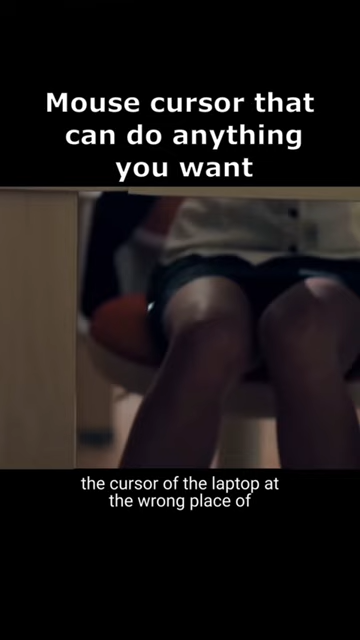 Mouse cursor that
can do anything
you want
the cursor of the laptop at
the wrong place of